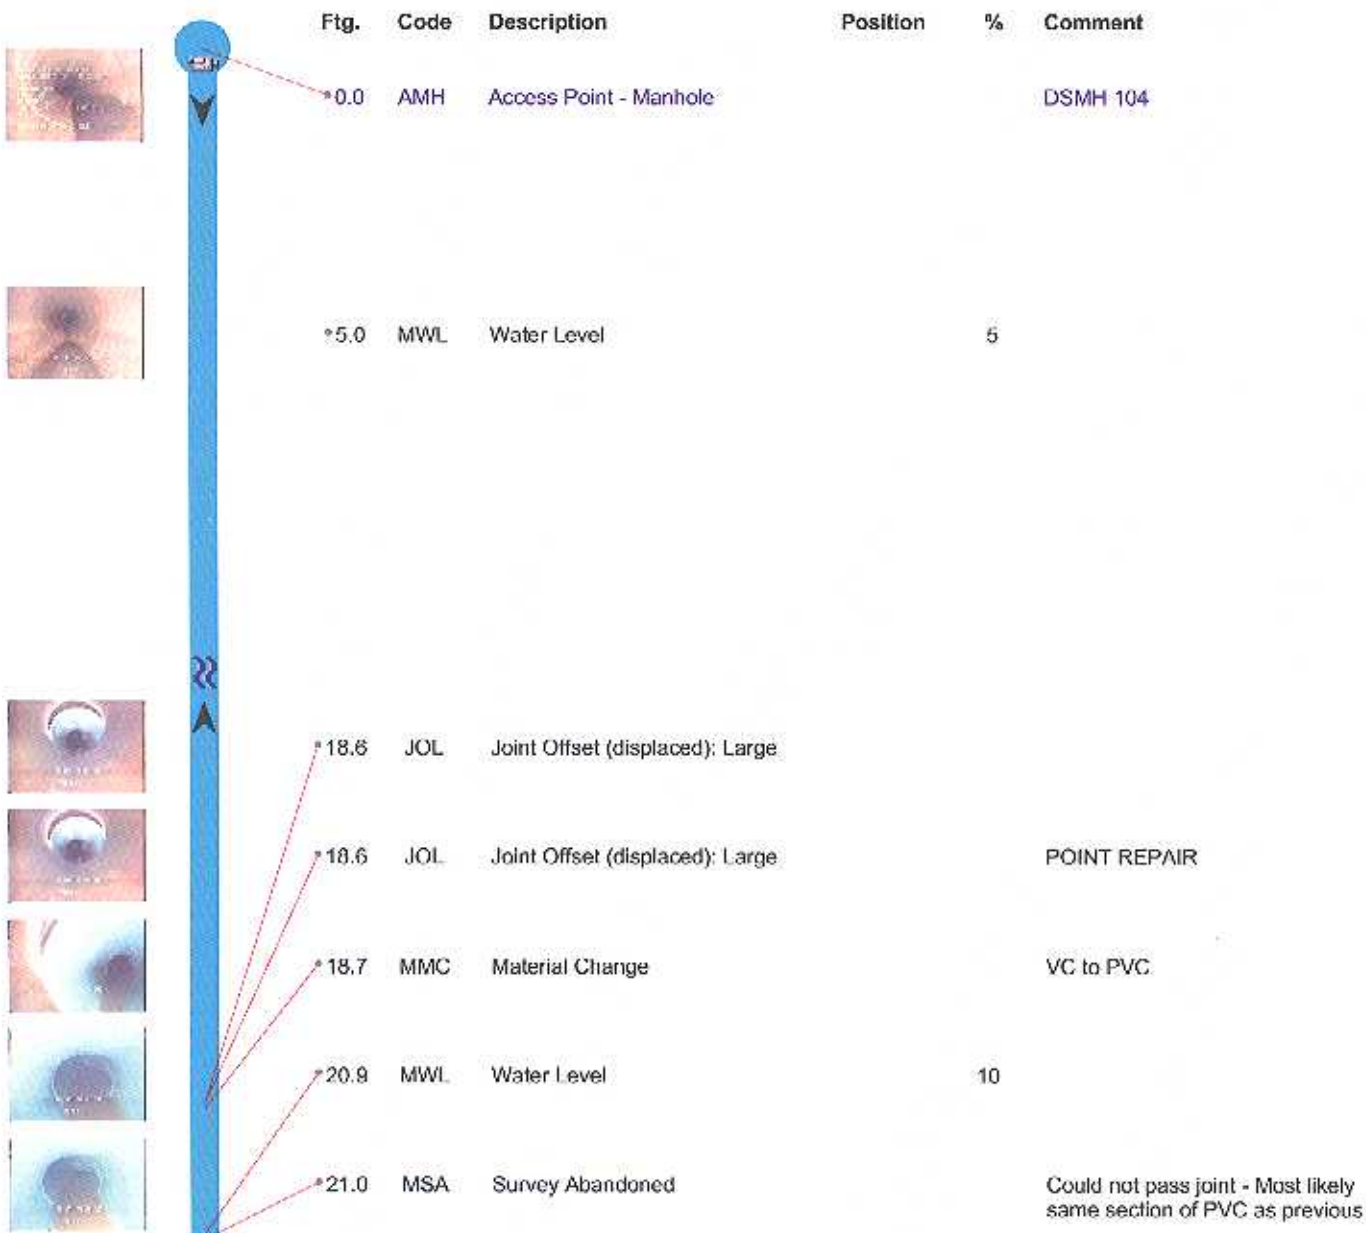 Ftg. Code Description Position % Comment
0.0 AMH Access Point - Manhole DSMH 104
5.0 MWL Water Level 5
18.6 JOL Joint Offset (displaced): Large
18.6 JOL Joint Offset (displaced): Large POINT REPAIR
18.7 MMC Material Change VC to PVC
20.9 MWL Water Level 10
21.0 MSA Survey Abandoned Could not pass joint - Most likely
same section of PVC as previous